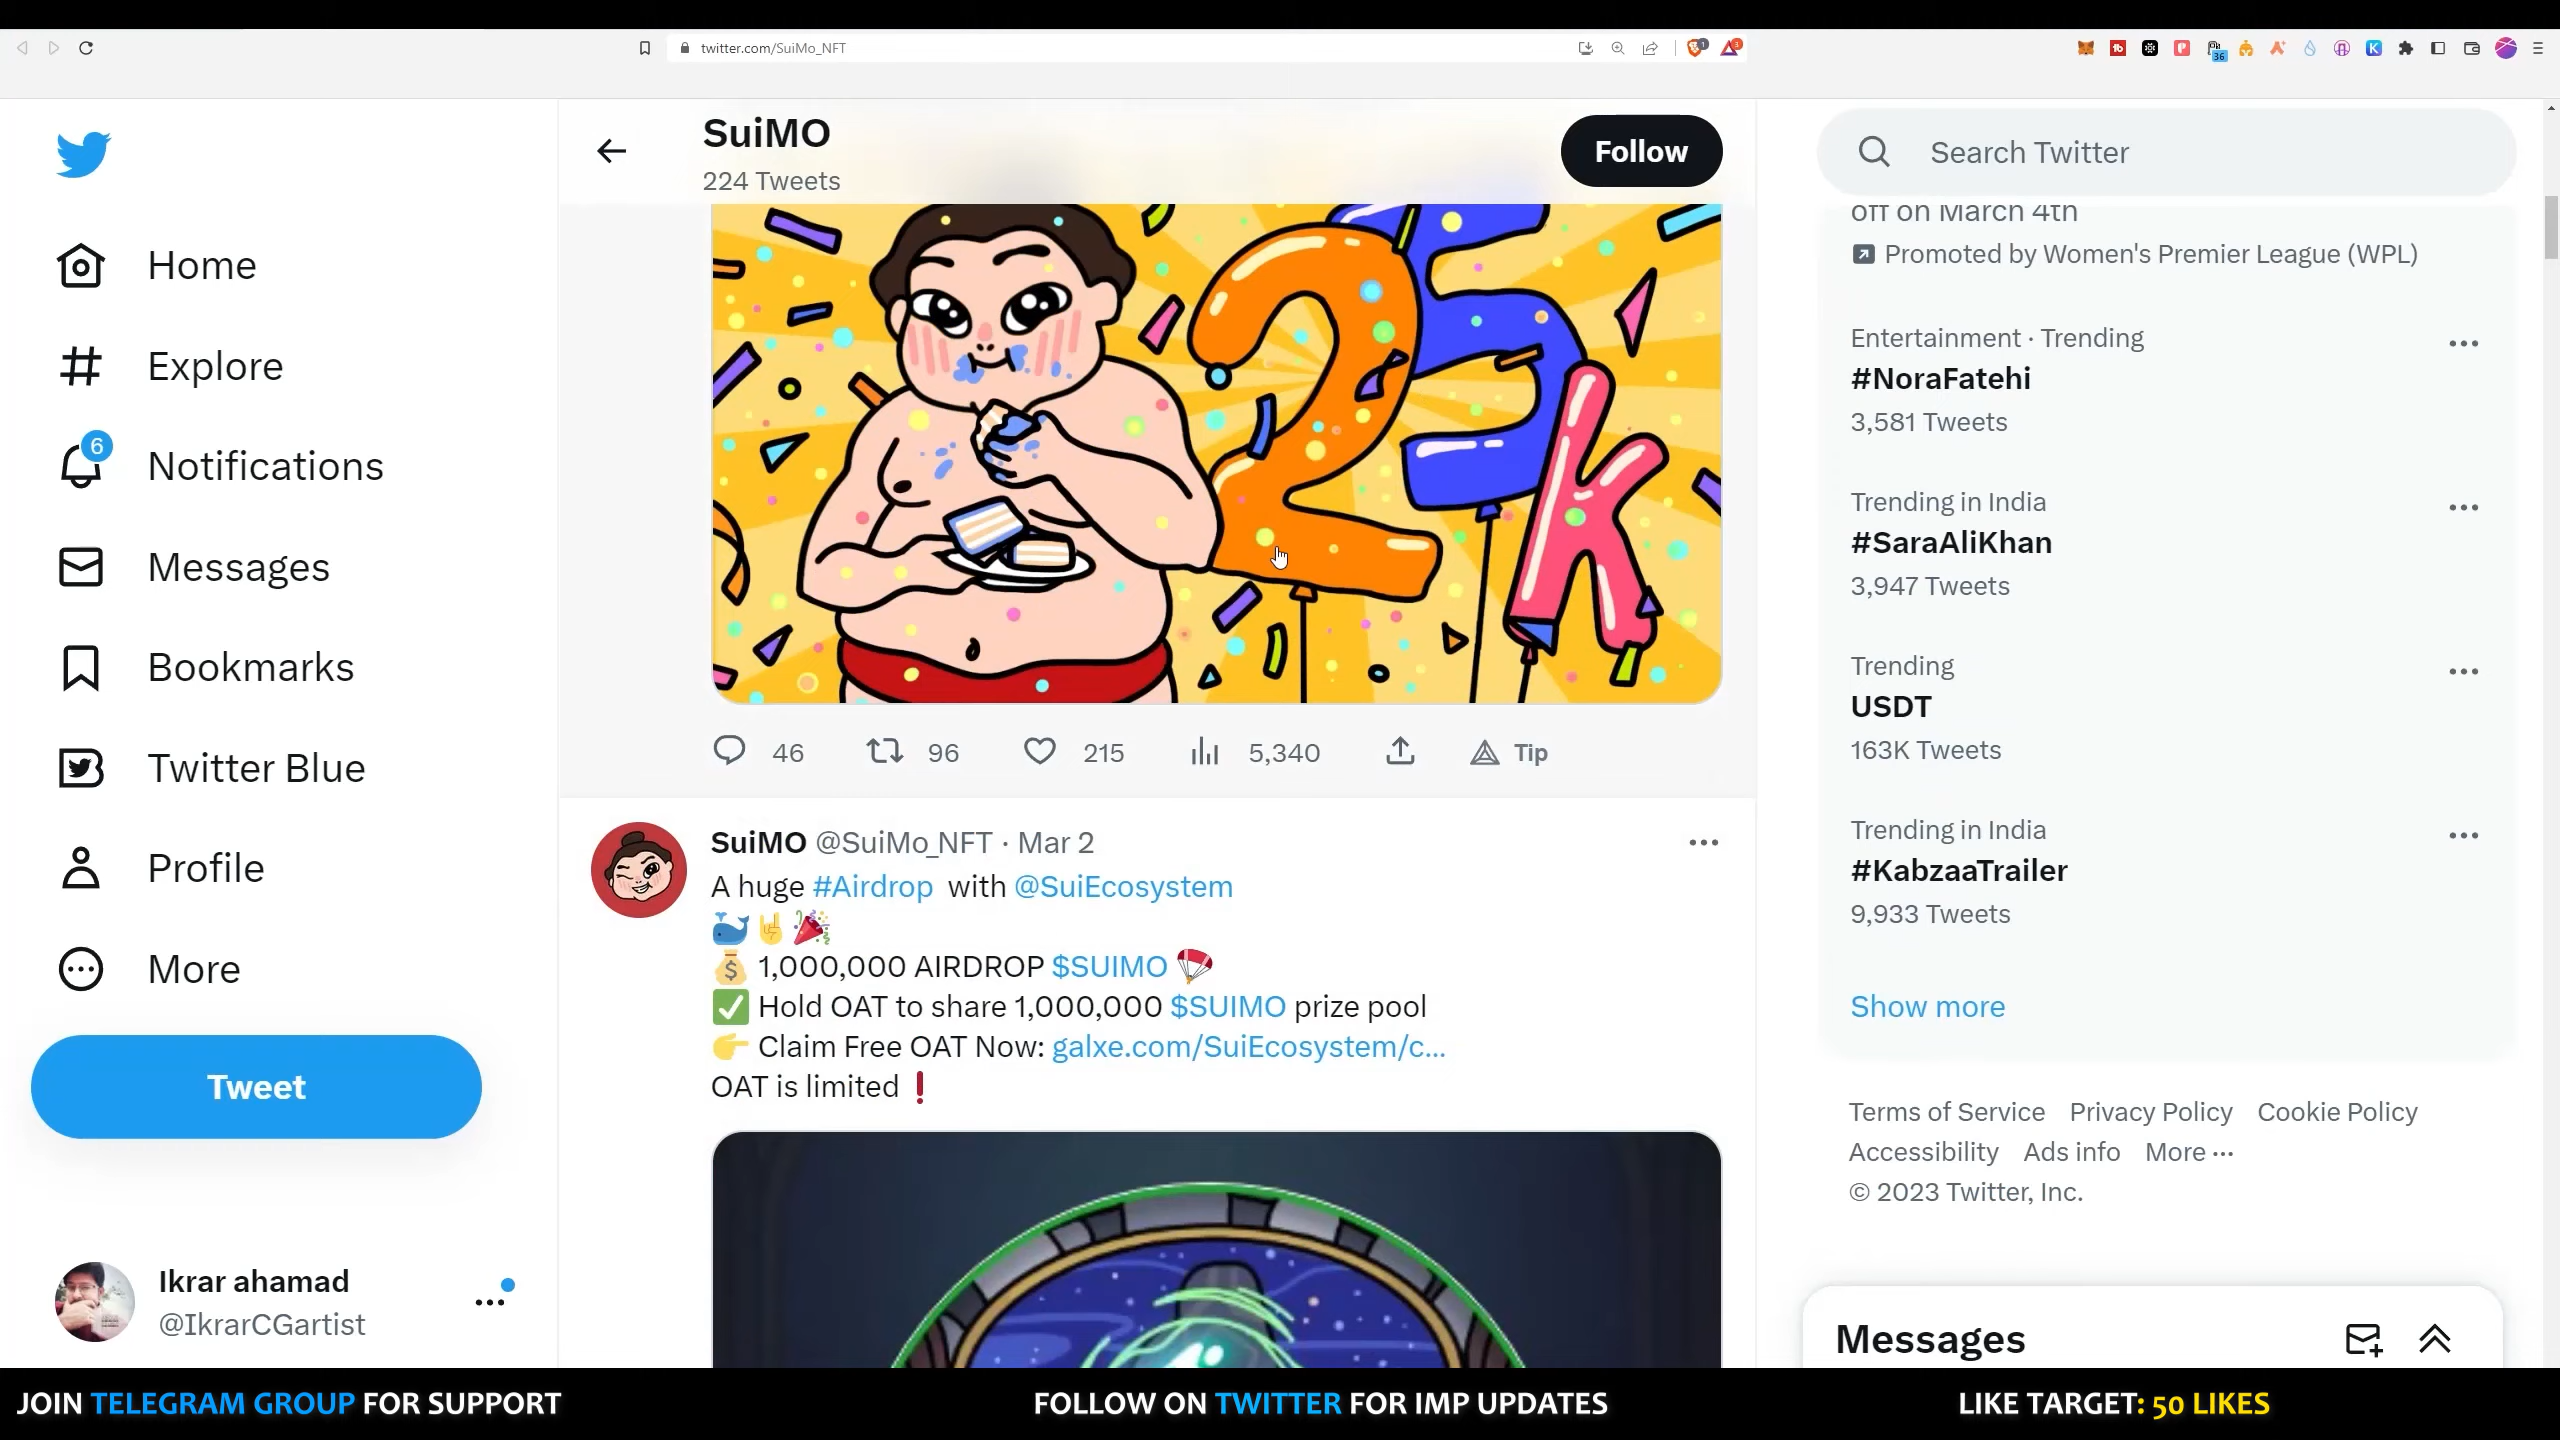 twitter.com/SuiMo_NFT
1
3
36
SuiMO
224 Tweets
Follow
Search Twitter
Home
Explore
6
Notifications
Messages
Bookmarks
Twitter Blue
Profile
More
Tweet
Ikrar ahamad
@IkrarCGartist
25K
46
96
215
5,340
Tip
SuiMO @SuiMo_NFT · Mar 2
A huge #Airdrop with @SuiEcosystem
🐳🤘🎉
💰 1,000,000 AIRDROP $SUIMO 🪂
✅ Hold OAT to share 1,000,000 $SUIMO prize pool
👉 Claim Free OAT Now: galxe.com/SuiEcosystem/c...
OAT is limited ❗
off on March 4th
Promoted by Women's Premier League (WPL)
Entertainment · Trending
#NoraFatehi
3,581 Tweets
Trending in India
#SaraAliKhan
3,947 Tweets
Trending
USDT
163K Tweets
Trending in India
#KabzaaTrailer
9,933 Tweets
Show more
Terms of Service Privacy Policy Cookie Policy
Accessibility Ads info More ···
© 2023 Twitter, Inc.
Messages
JOIN TELEGRAM GROUP FOR SUPPORT
FOLLOW ON TWITTER FOR IMP UPDATES
LIKE TARGET: 50 LIKES